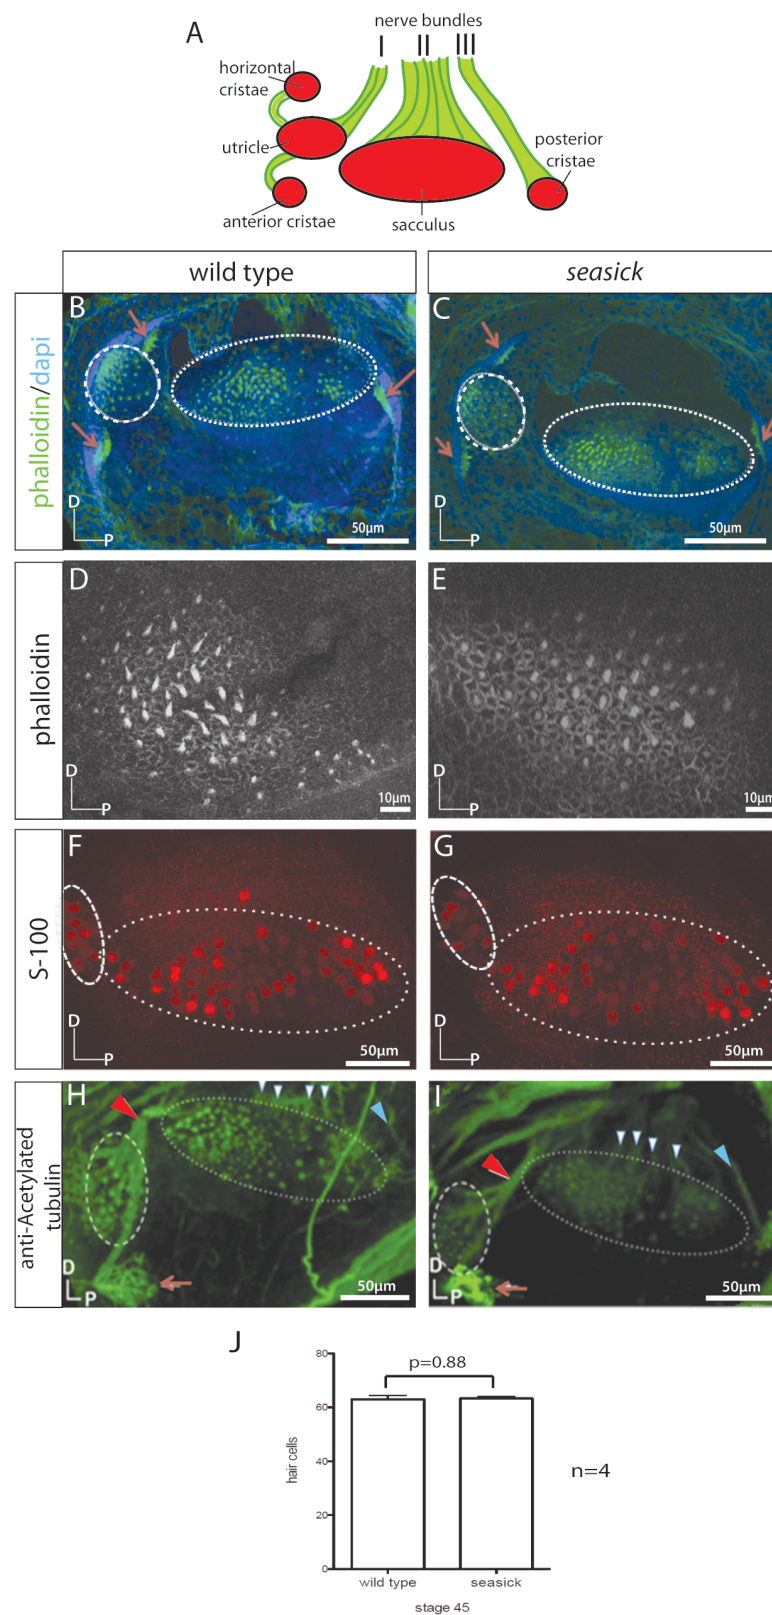 A
nerve bundles
I
II
III
horizontal
cristae
utricle
posterior
cristae
anterior cristae
sacculus
wild type
seasick
phalloidin/dapi
B
D
P
50µm
C
D
P
50µm
phalloidin
D
D
P
10µm
E
D
P
10µm
S-100
F
D
P
50µm
G
D
P
50µm
anti-Acetylated
tubulin
H
D
P
50µm
I
D
P
50µm
J
80
p=0.88
60
hair cells
40
n=4
20
0
wild type
seasick
stage 45